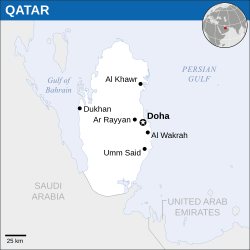 QATAR
Al Khawr
PERSIAN
GULF
Gulf of
Bahrain
Dukhan
Ar Rayyan
Doha
Al Wakrah
Umm Said
SAUDI
ARABIA
UNITED ARAB
EMIRATES
25 km